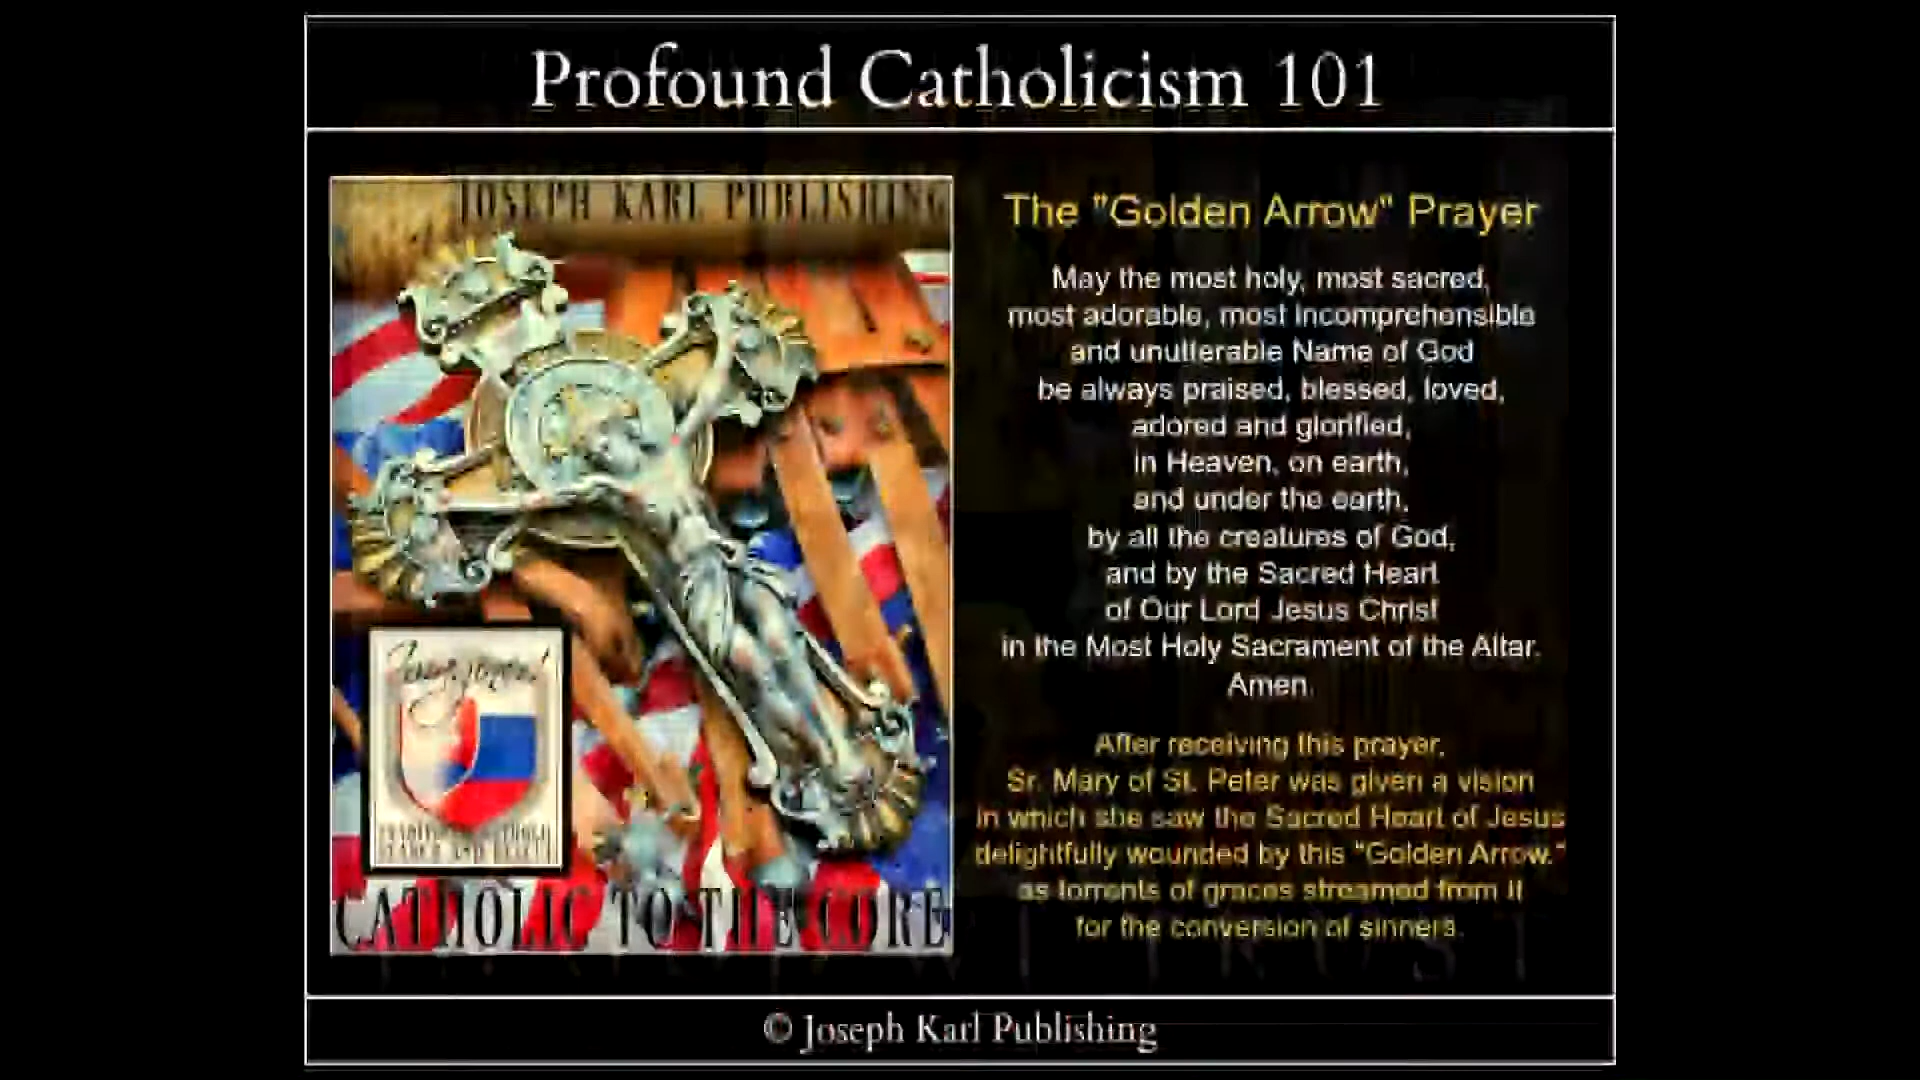 Profound Catholicism 101
JOSEPH KARL PUBLISHING
CATHOLIC TO THE CORE
The "Golden Arrow" Prayer
May the most holy, most sacred,
most adorable, most incomprehensible
and unutterable Name of God
be always praised, blessed, loved,
adored and glorified,
in Heaven, on earth,
and under the earth,
by all the creatures of God,
and by the Sacred Heart
of Our Lord Jesus Christ
in the Most Holy Sacrament of the Altar.
Amen.
After receiving this prayer,
Sr. Mary of St. Peter was given a vision
in which she saw the Sacred Heart of Jesus
delightfully wounded by this "Golden Arrow."
as torrents of graces streamed from it
for the conversion of sinners.
TRUST
© Joseph Karl Publishing